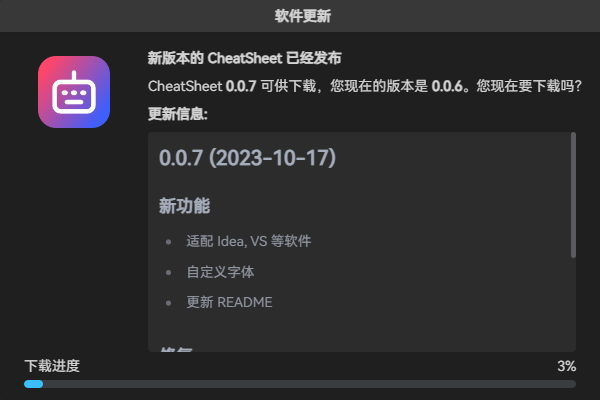 软件更新
新版本的 CheatSheet 已经发布
CheatSheet 0.0.7 可供下载，您现在的版本是 0.0.6。您现在要下载吗？
更新信息:
0.0.7 (2023-10-17)
新功能
适配 Idea, VS 等软件
自定义字体
更新 README
下载进度
3%